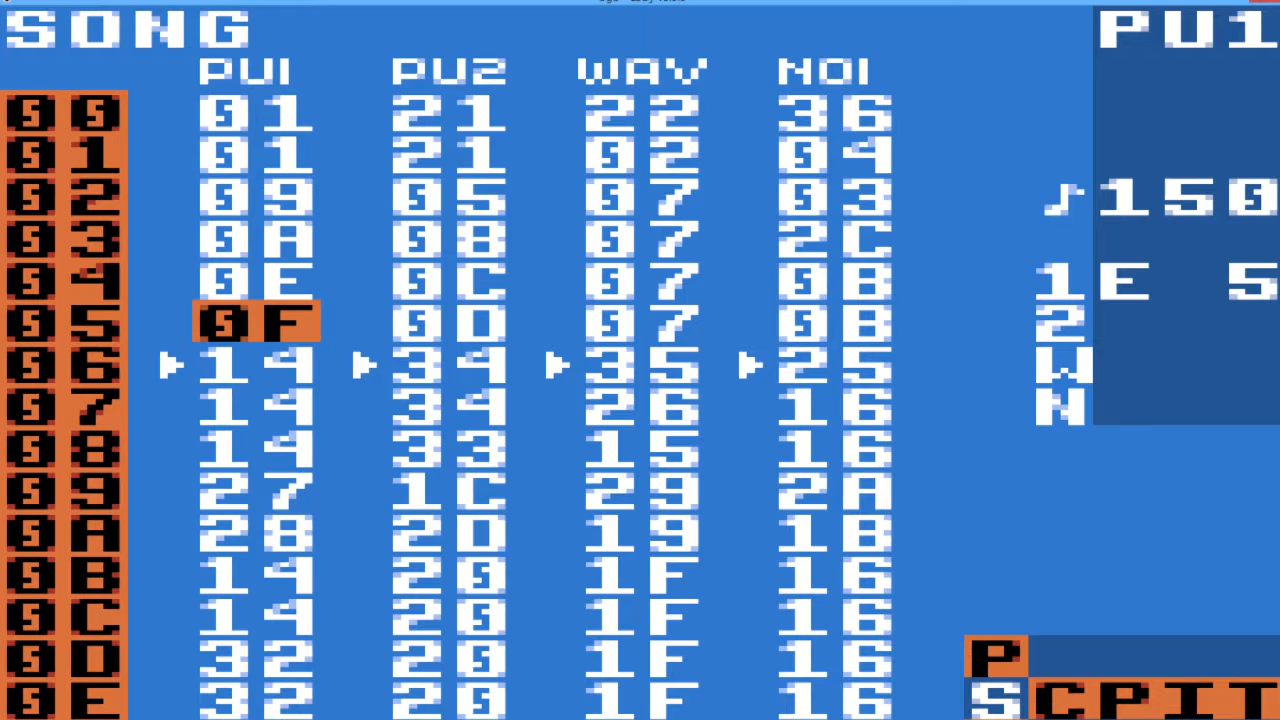 SONG PU1
PU1 PU2 WAV NOI
00 01 21 22 36
01 01 21 02 04
02 09 05 07 03 ♪150
03 0A 08 07 2C
04 0E 0C 07 0B 1E 5
05 0F 0D 07 0B 2
06 14 34 35 25 W
07 14 34 26 16 N
08 14 33 15 16
09 27 1C 29 2A
0A 28 2D 19 1B
0B 14 20 1F 16
0C 14 20 1F 16
0D 32 20 1F 16 P
0E 32 20 1F 16 SCPIT